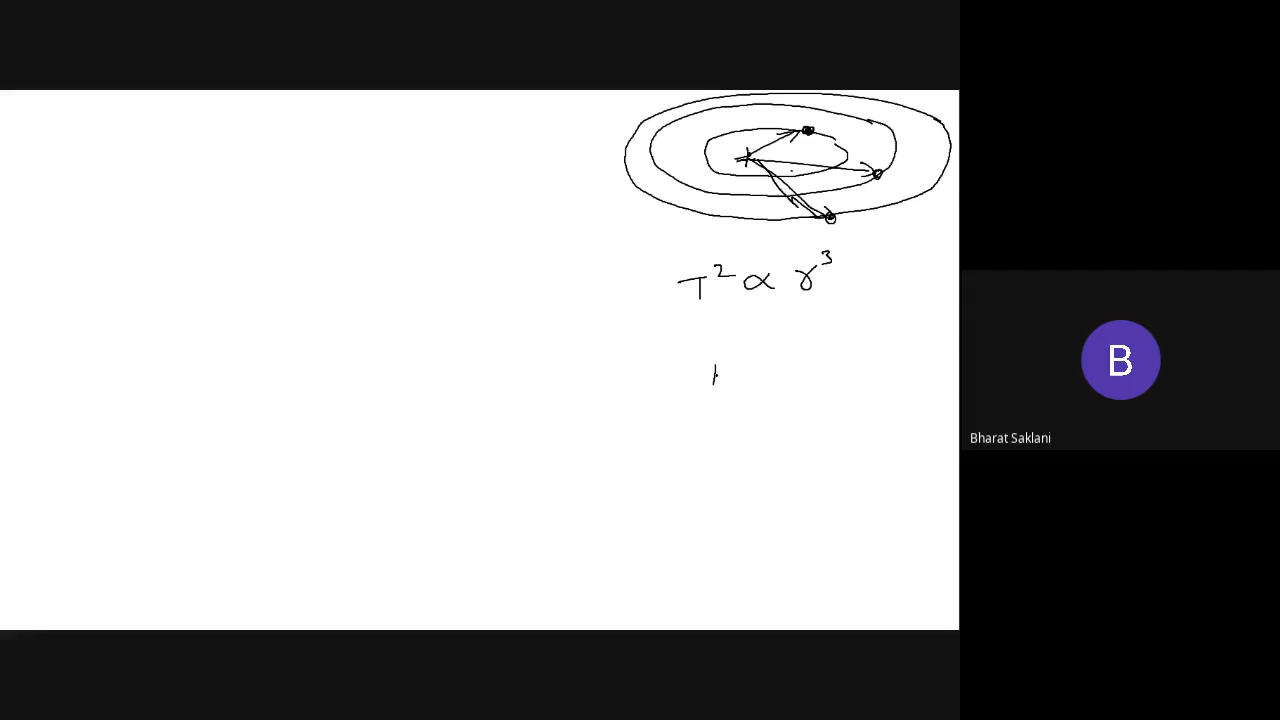 T² ∝ r³
B
Bharat Saklani